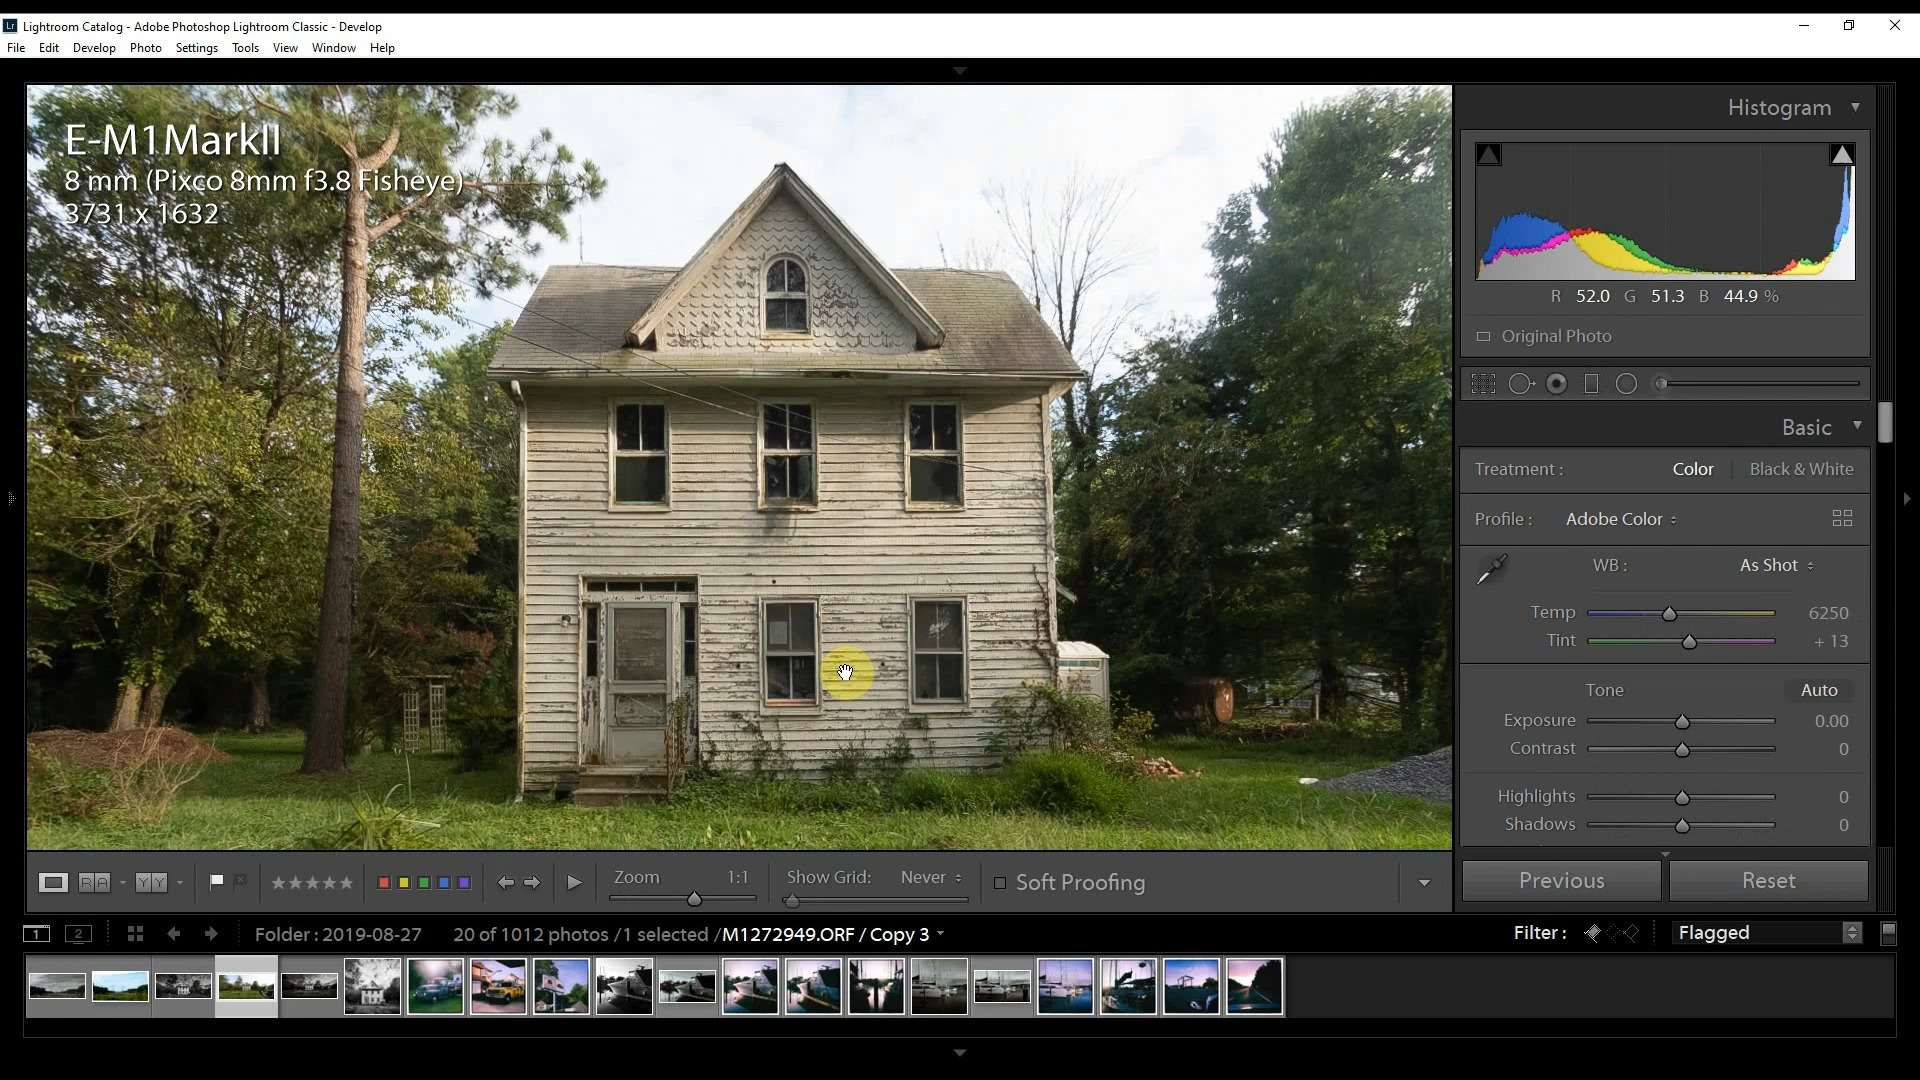 Lr Lightroom Catalog - Adobe Photoshop Lightroom Classic - Develop
File Edit Develop Photo Settings Tools View Window Help
E-M1MarkII
8 mm (Pixco 8mm f3.8 Fisheye)
3731 x 1632
Histogram
R 52.0 G 51.3 B 44.9 %
Original Photo
Basic
Treatment : Color Black & White
Profile : Adobe Color
WB : As Shot
Temp 6250
Tint + 13
Tone Auto
Exposure 0.00
Contrast 0
Highlights 0
Shadows 0
Previous Reset
R A Y Y Zoom 1:1 Show Grid: Never Soft Proofing
1 2 Folder : 2019-08-27 20 of 1012 photos / 1 selected / M1272949.ORF / Copy 3 Filter : Flagged